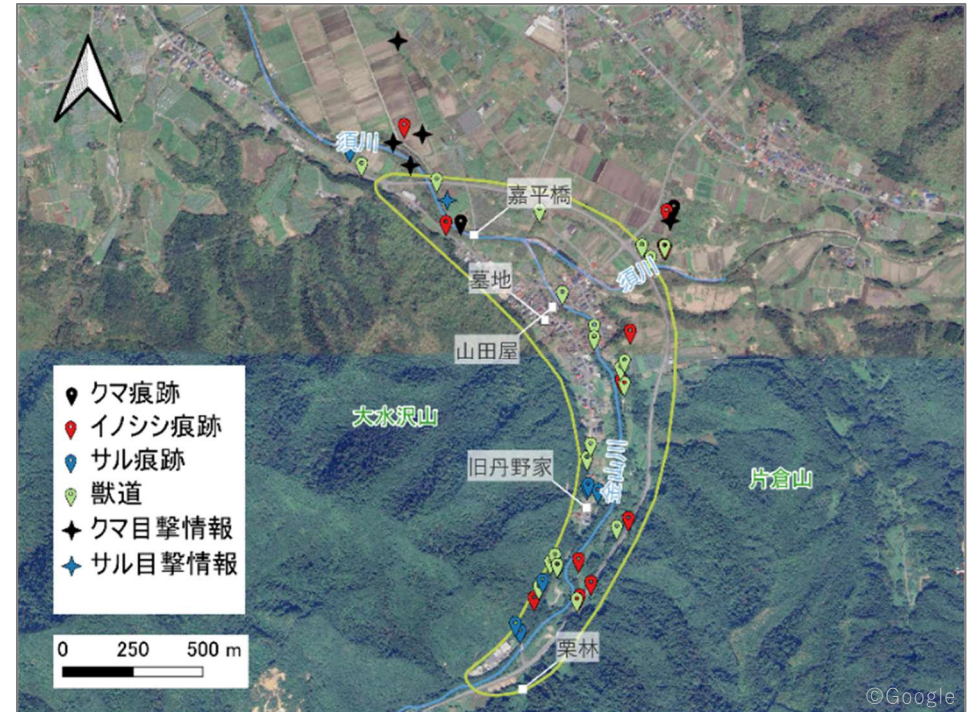 須川
嘉平橋
墓地
須川
山田屋
クマ痕跡
イノシシ痕跡
サル痕跡
獣道
クマ目撃情報
サル目撃情報
大水沢山
旧丹野家
金山川
片倉山
0 250 500 m
栗林
©Google